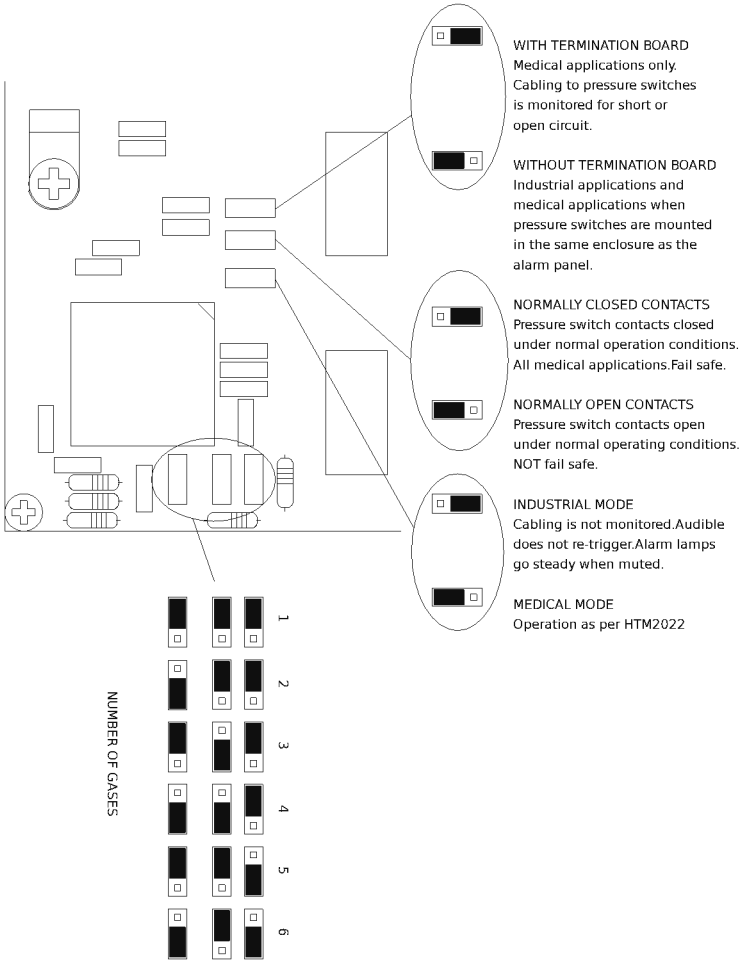 WITH TERMINATION BOARD
Medical applications only.
Cabling to pressure switches
is monitored for short or
open circuit.
WITHOUT TERMINATION BOARD
Industrial applications and
medical applications when
pressure switches are mounted
in the same enclosure as the
alarm panel.
NORMALLY CLOSED CONTACTS
Pressure switch contacts closed
under normal operation conditions.
All medical applications.Fail safe.
NORMALLY OPEN CONTACTS
Pressure switch contacts open
under normal operating conditions.
NOT fail safe.
INDUSTRIAL MODE
Cabling is not monitored.Audible
does not re-trigger.Alarm lamps
go steady when muted.
MEDICAL MODE
Operation as per HTM2022
NUMBER OF GASES
1
2
3
4
5
6